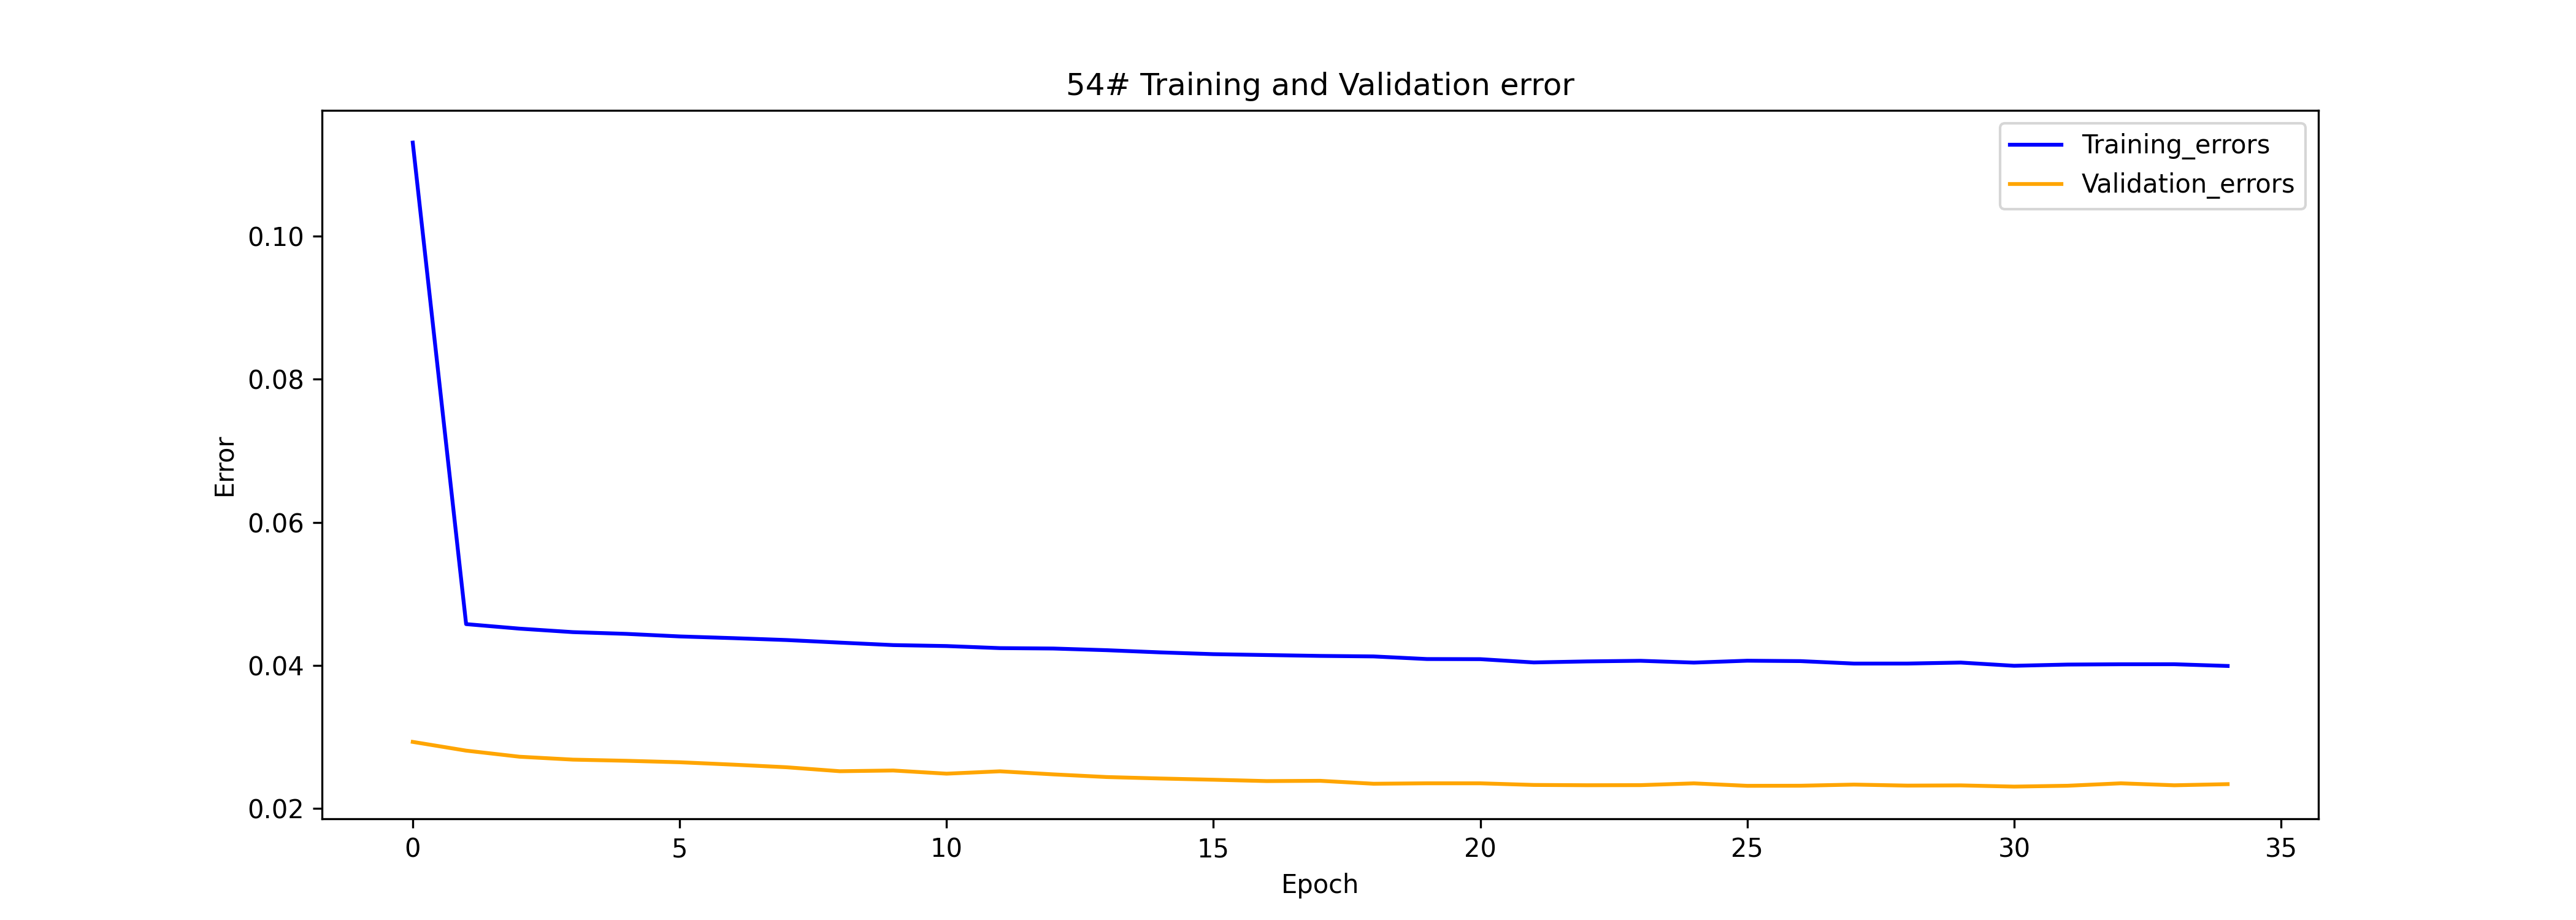 54# Training and Validation error
Training_errors
Validation_errors
0.10
0.08
0.06
0.04
0.02
Error
0 5 10 15 20 25 30 35
Epoch